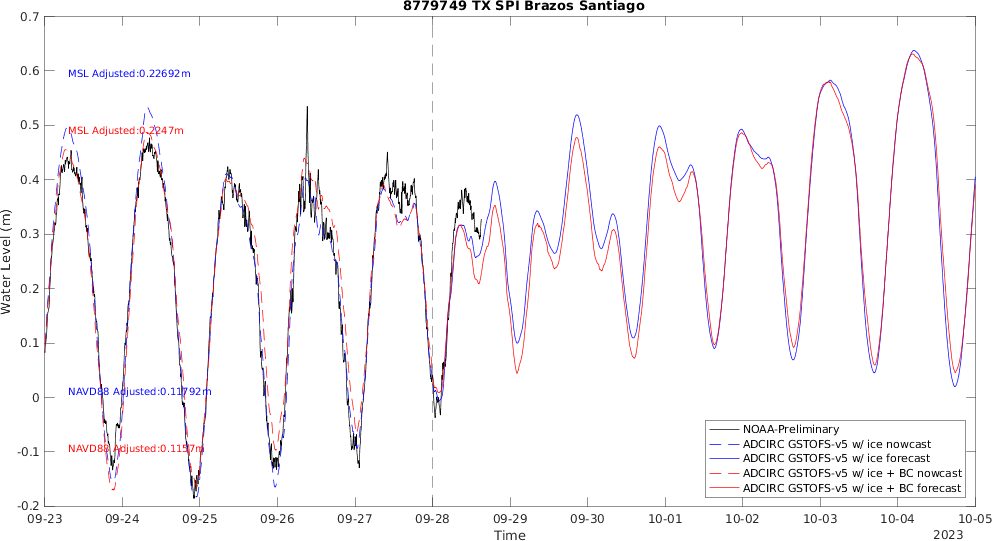 8779749 TX SPI Brazos Santiago
0.7
0.6
0.5
0.4
0.3
0.2
0.1
0
-0.1
-0.2
Water Level (m)
MSL Adjusted:0.22692m
MSL Adjusted:0.2247m
NAVD88 Adjusted:0.11792m
NAVD88 Adjusted:0.1157m
NOAA-Preliminary
ADCIRC GSTOFS-v5 w/ ice nowcast
ADCIRC GSTOFS-v5 w/ ice forecast
ADCIRC GSTOFS-v5 w/ice + BC nowcast
ADCIRC GSTOFS-v5 w/ice + BC forecast
09-23 09-24 09-25 09-26 09-27 09-28 09-29 09-30 10-01 10-02 10-03 10-04 10-05
Time
2023